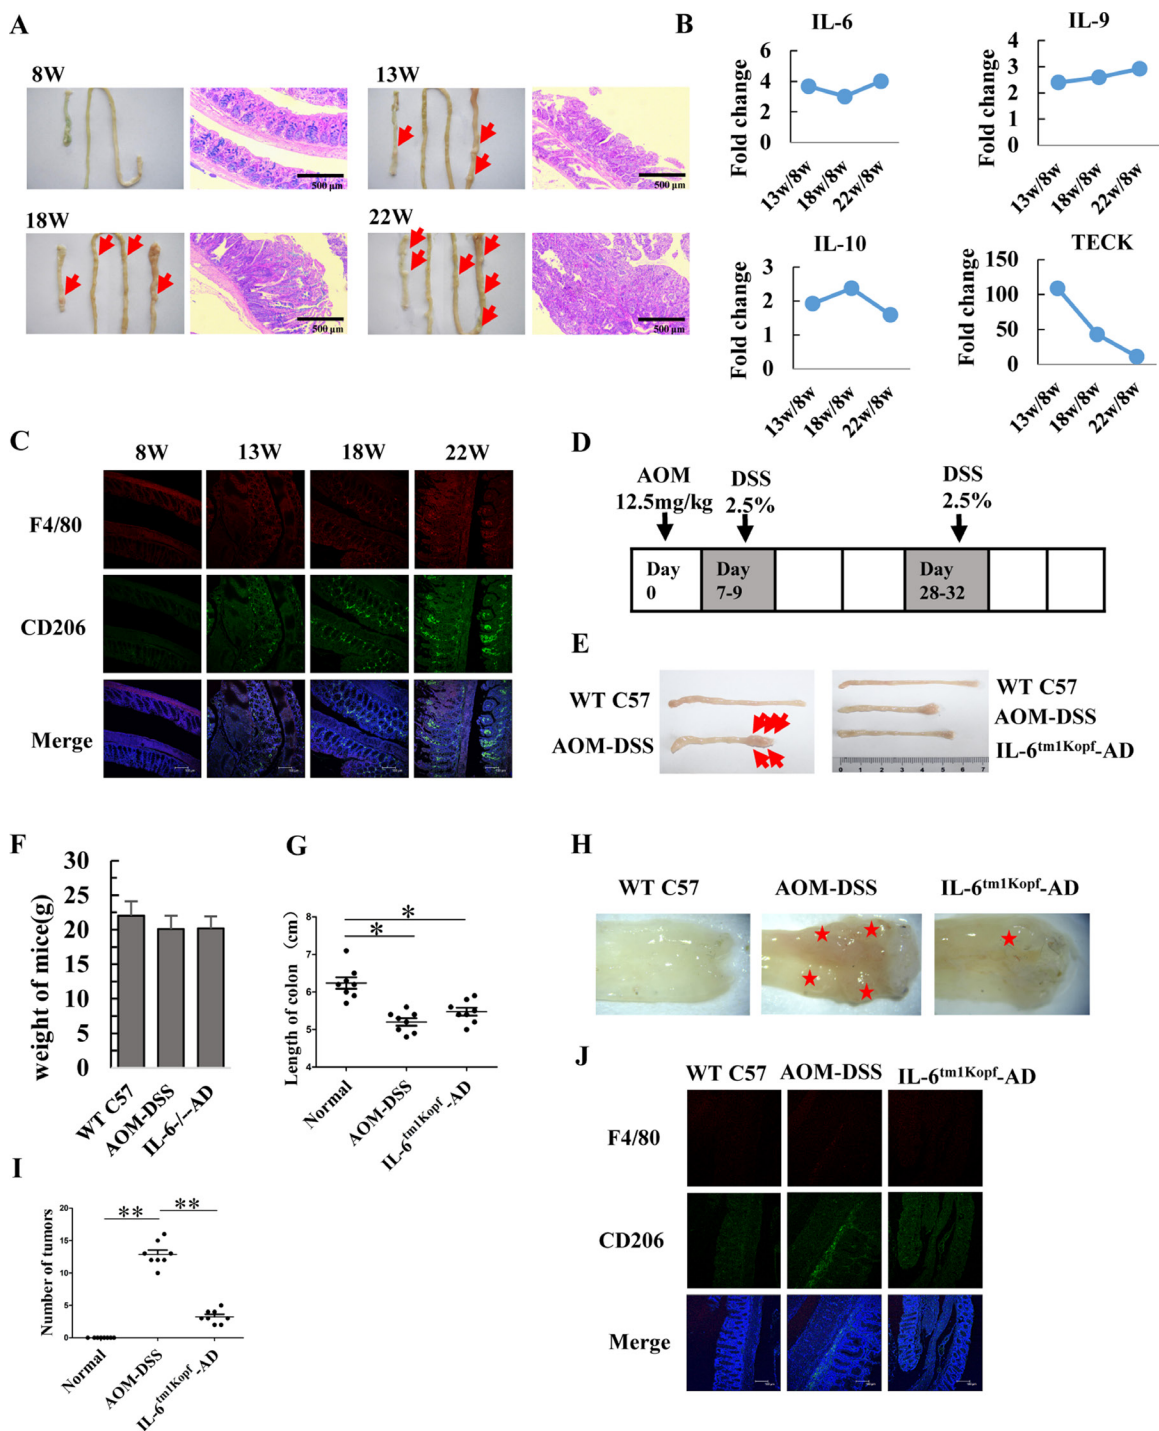 A
8W
13W
500 μm
500 μm
18W
22W
500 μm
500 μm
B
IL-6
Fold change
6
4
2
0
13w/8w
18w/8w
22w/8w
IL-9
Fold change
4
3
2
1
0
13w/8w
18w/8w
22w/8w
IL-10
Fold change
3
2
1
0
13w/8w
18w/8w
22w/8w
TECK
Fold change
150
100
50
0
13w/8w
18w/8w
22w/8w
C
8W
13W
18W
22W
F4/80
CD206
Merge
D
AOM
12.5mg/kg
DSS
2.5%
DSS
2.5%
Day
0
Day
7-9
Day
28-32
E
WT C57
AOM-DSS
WT C57
AOM-DSS
IL-6tm1Kopf-AD
0 1 2 3 4 5 6 7
F
weight of mice(g)
30
25
20
15
10
5
0
WT C57
AOM-DSS
IL-6-/--AD
G
Length of colon (cm)
8
7
6
5
4
*
*
Normal
AOM-DSS
IL-6tm1Kopf-AD
H
WT C57
AOM-DSS
IL-6tm1Kopf-AD
I
Number of tumors
20
15
10
5
0
**
**
Normal
AOM-DSS
IL-6tm1Kopf-AD
J
WT C57
AOM-DSS
IL-6tm1Kopf-AD
F4/80
CD206
Merge